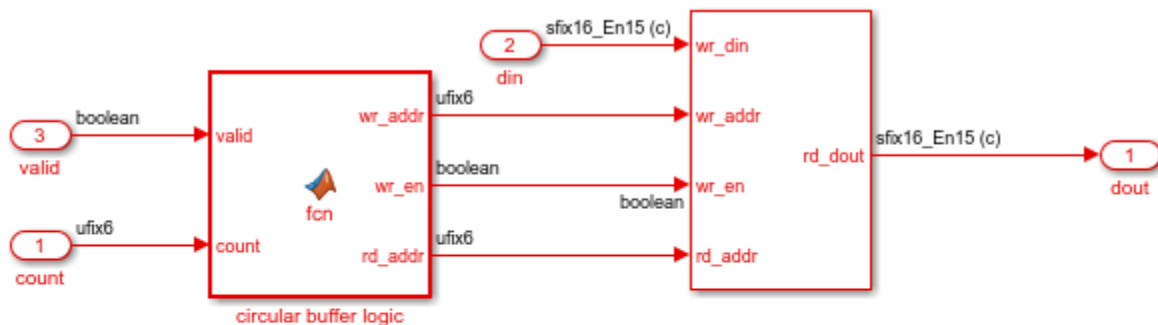 sfix16_En15 (c)
2
din
wr_din
boolean
3
valid
valid
wr_addr
ufix6
wr_addr
fcn
wr_en
boolean
wr_en
boolean
rd_dout
sfix16_En15 (c)
1
dout
ufix6
1
count
count
rd_addr
ufix6
rd_addr
circular buffer logic